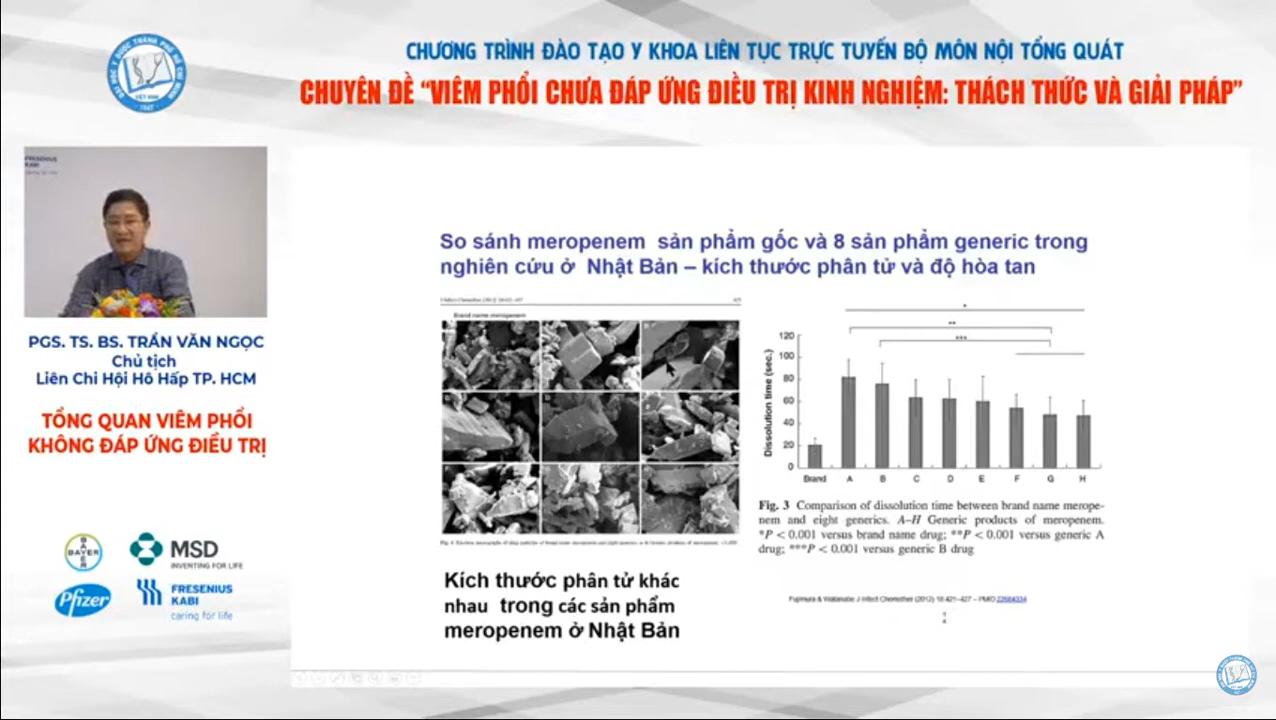 CHƯƠNG TRÌNH ĐÀO TẠO Y KHOA LIÊN TỤC TRỰC TUYẾN BỘ MÔN NỘI TỔNG QUÁT
CHUYÊN ĐỀ “VIÊM PHỔI CHƯA ĐÁP ỨNG ĐIỀU TRỊ KINH NGHIỆM: THÁCH THỨC VÀ GIẢI PHÁP”
FRESENIUS
KABI
PGS. TS. BS. TRẦN VĂN NGỌC
Chủ tịch
Liên Chi Hội Hô Hấp TP. HCM
TỔNG QUAN VIÊM PHỔI
KHÔNG ĐÁP ỨNG ĐIỀU TRỊ
BAYER
MSD
INVENTING FOR LIFE
Pfizer
FRESENIUS
KABI
caring for life
So sánh meropenem sản phẩm gốc và 8 sản phẩm generic trong
nghiên cứu ở Nhật Bản – kích thước phân tử và độ hòa tan
Brand name meropenem
Kích thước phân tử khác
nhau trong các sản phẩm
meropenem ở Nhật Bản
*
**
***
Dissolution time (sec.)
120
100
80
60
40
20
0
Brand A B C D E F G H
Fig. 3 Comparison of dissolution time between brand name merope-
nem and eight generics. A–H Generic products of meropenem.
*P < 0.001 versus brand name drug; **P < 0.001 versus generic A
drug; ***P < 0.001 versus generic B drug
Fujimura & Watanabe J Infect Chemother (2012) 18:421–427 – PMID 22684334